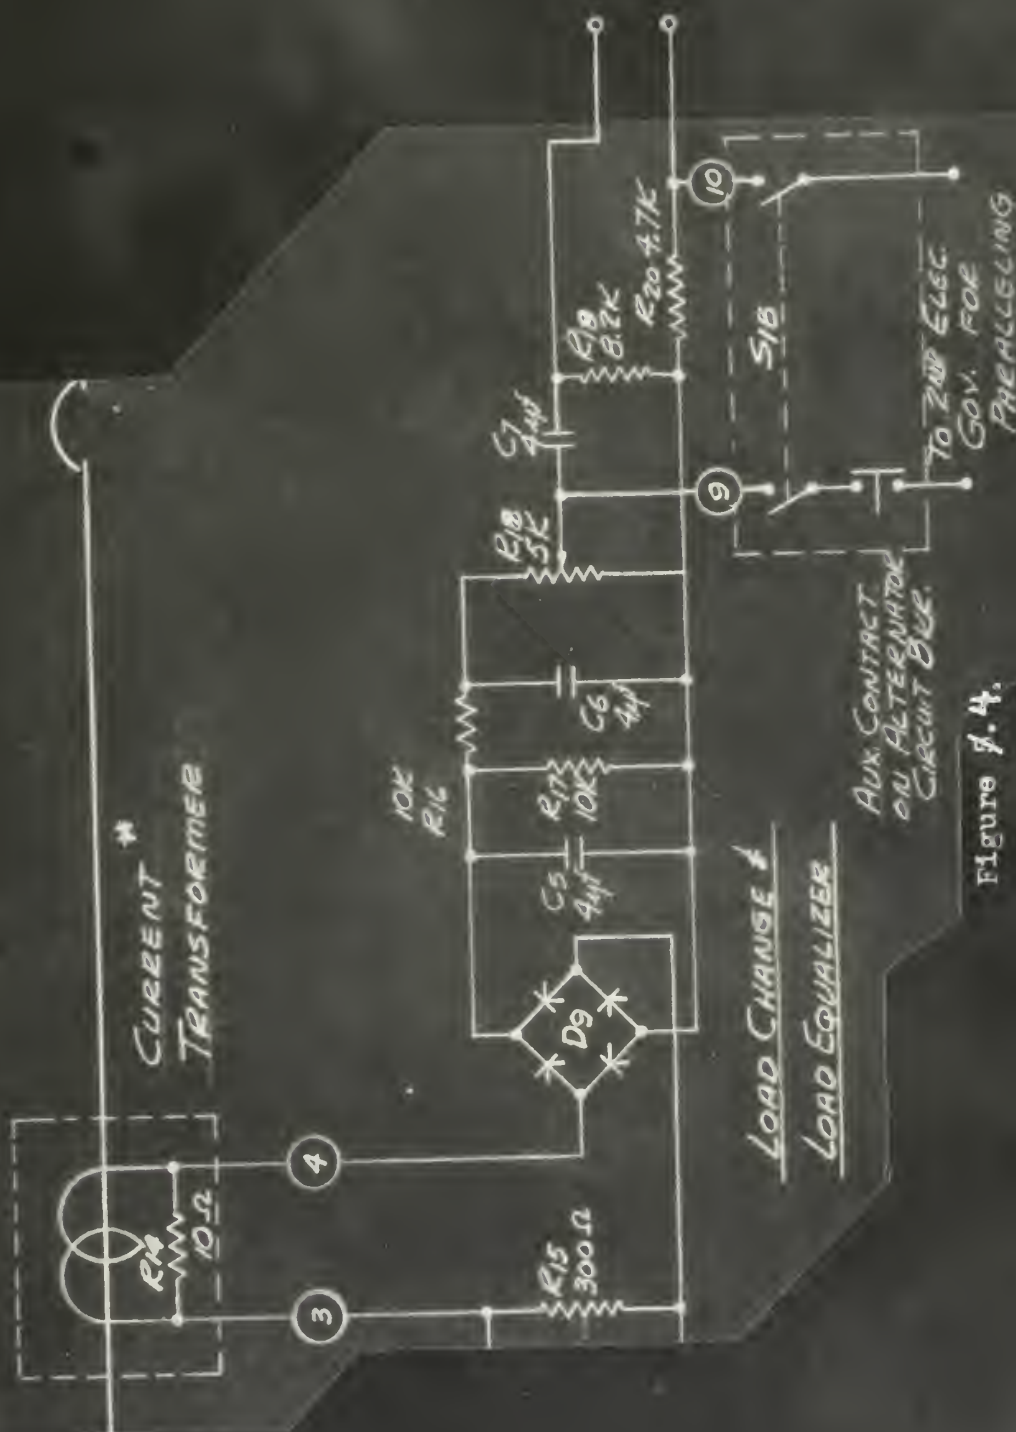 CURRENT *
TRANSFORMER
R14
10Ω
3
4
R15
300Ω
D9
C5
4µf
R17
10K
10K
R16
C6
4µf
R18
5K
C7
4µf
8.2K
R20 4.7K
9
10
S1B
TO 2ND ELEC.
GOV. FOR
PARALLELING
AUX. CONTACT
ON ALTERNATOR
CIRCUIT BKR.
LOAD CHANGE &
LOAD EQUALIZER
Figure